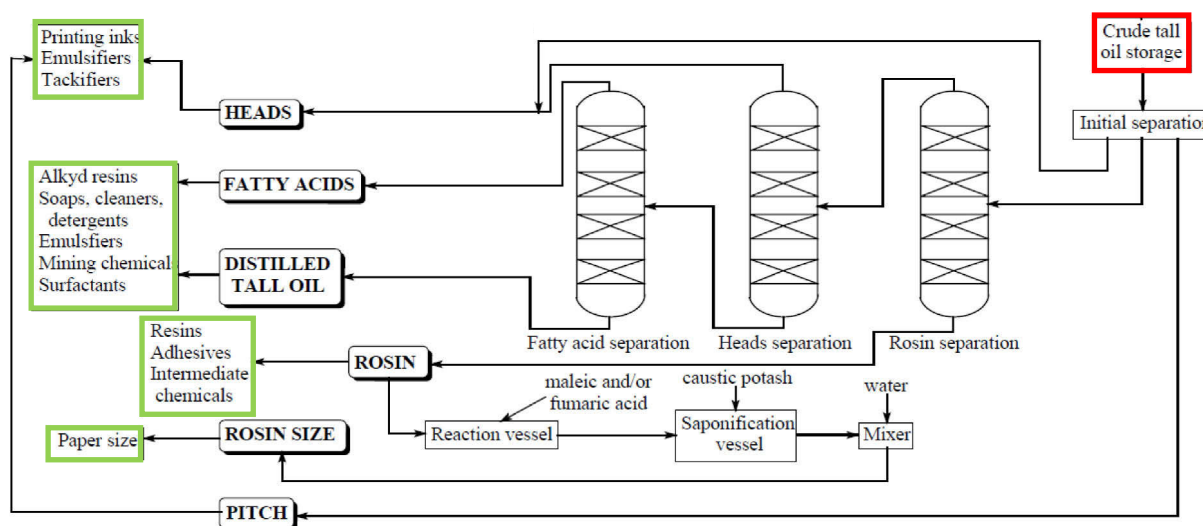 Printing inks
Emulsifiers
Tackifiers
Crude tall
oil storage
HEADS
Initial separation
Alkyd resins
Soaps, cleaners,
detergents
Emulsfiers
Mining chemicals
Surfactants
FATTY ACIDS
DISTILLED
TALL OIL
Fatty acid separation
Heads separation
Rosin separation
Resins
Adhesives
Intermediate
chemicals
ROSIN
maleic and/or
fumaric acid
caustic potash
water
Paper size
ROSIN SIZE
Reaction vessel
Saponification
vessel
Mixer
PITCH